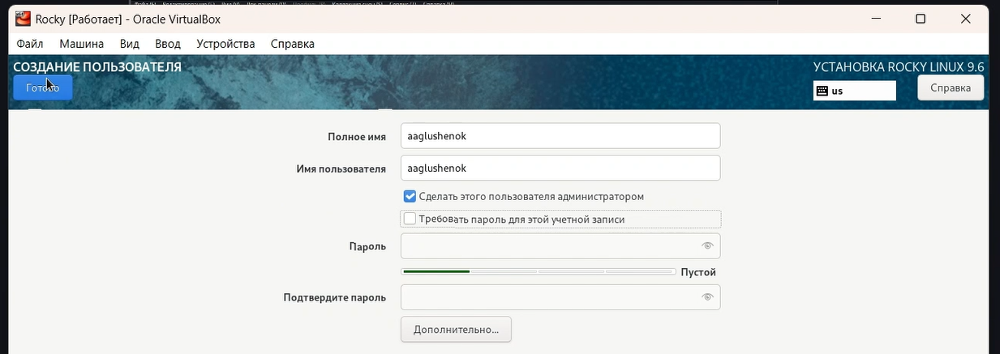 Rocky [Работает] - Oracle VirtualBox
Файл Машина Вид Ввод Устройства Справка
СОЗДАНИЕ ПОЛЬЗОВАТЕЛЯ
УСТАНОВКА ROCKY LINUX 9.6
Готово
us
Справка
Полное имя
aaglushenok
Имя пользователя
aaglushenok
Сделать этого пользователя администратором
Требовать пароль для этой учетной записи
Пароль
Пустой
Подтвердите пароль
Дополнительно...